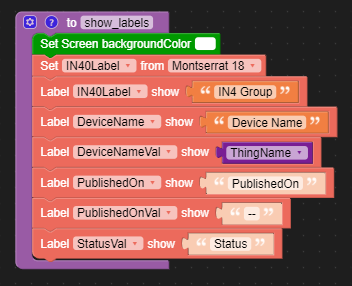 to show_labels
Set Screen backgroundColor
Set IN40Label from Montserrat 18
Label IN40Label show “ IN4 Group ”
Label DeviceName show “ Device Name ”
Label DeviceNameVal show ThingName
Label PublishedOn show “ PublishedOn ”
Label PublishedOnVal show “ -- ”
Label StatusVal show “ Status ”